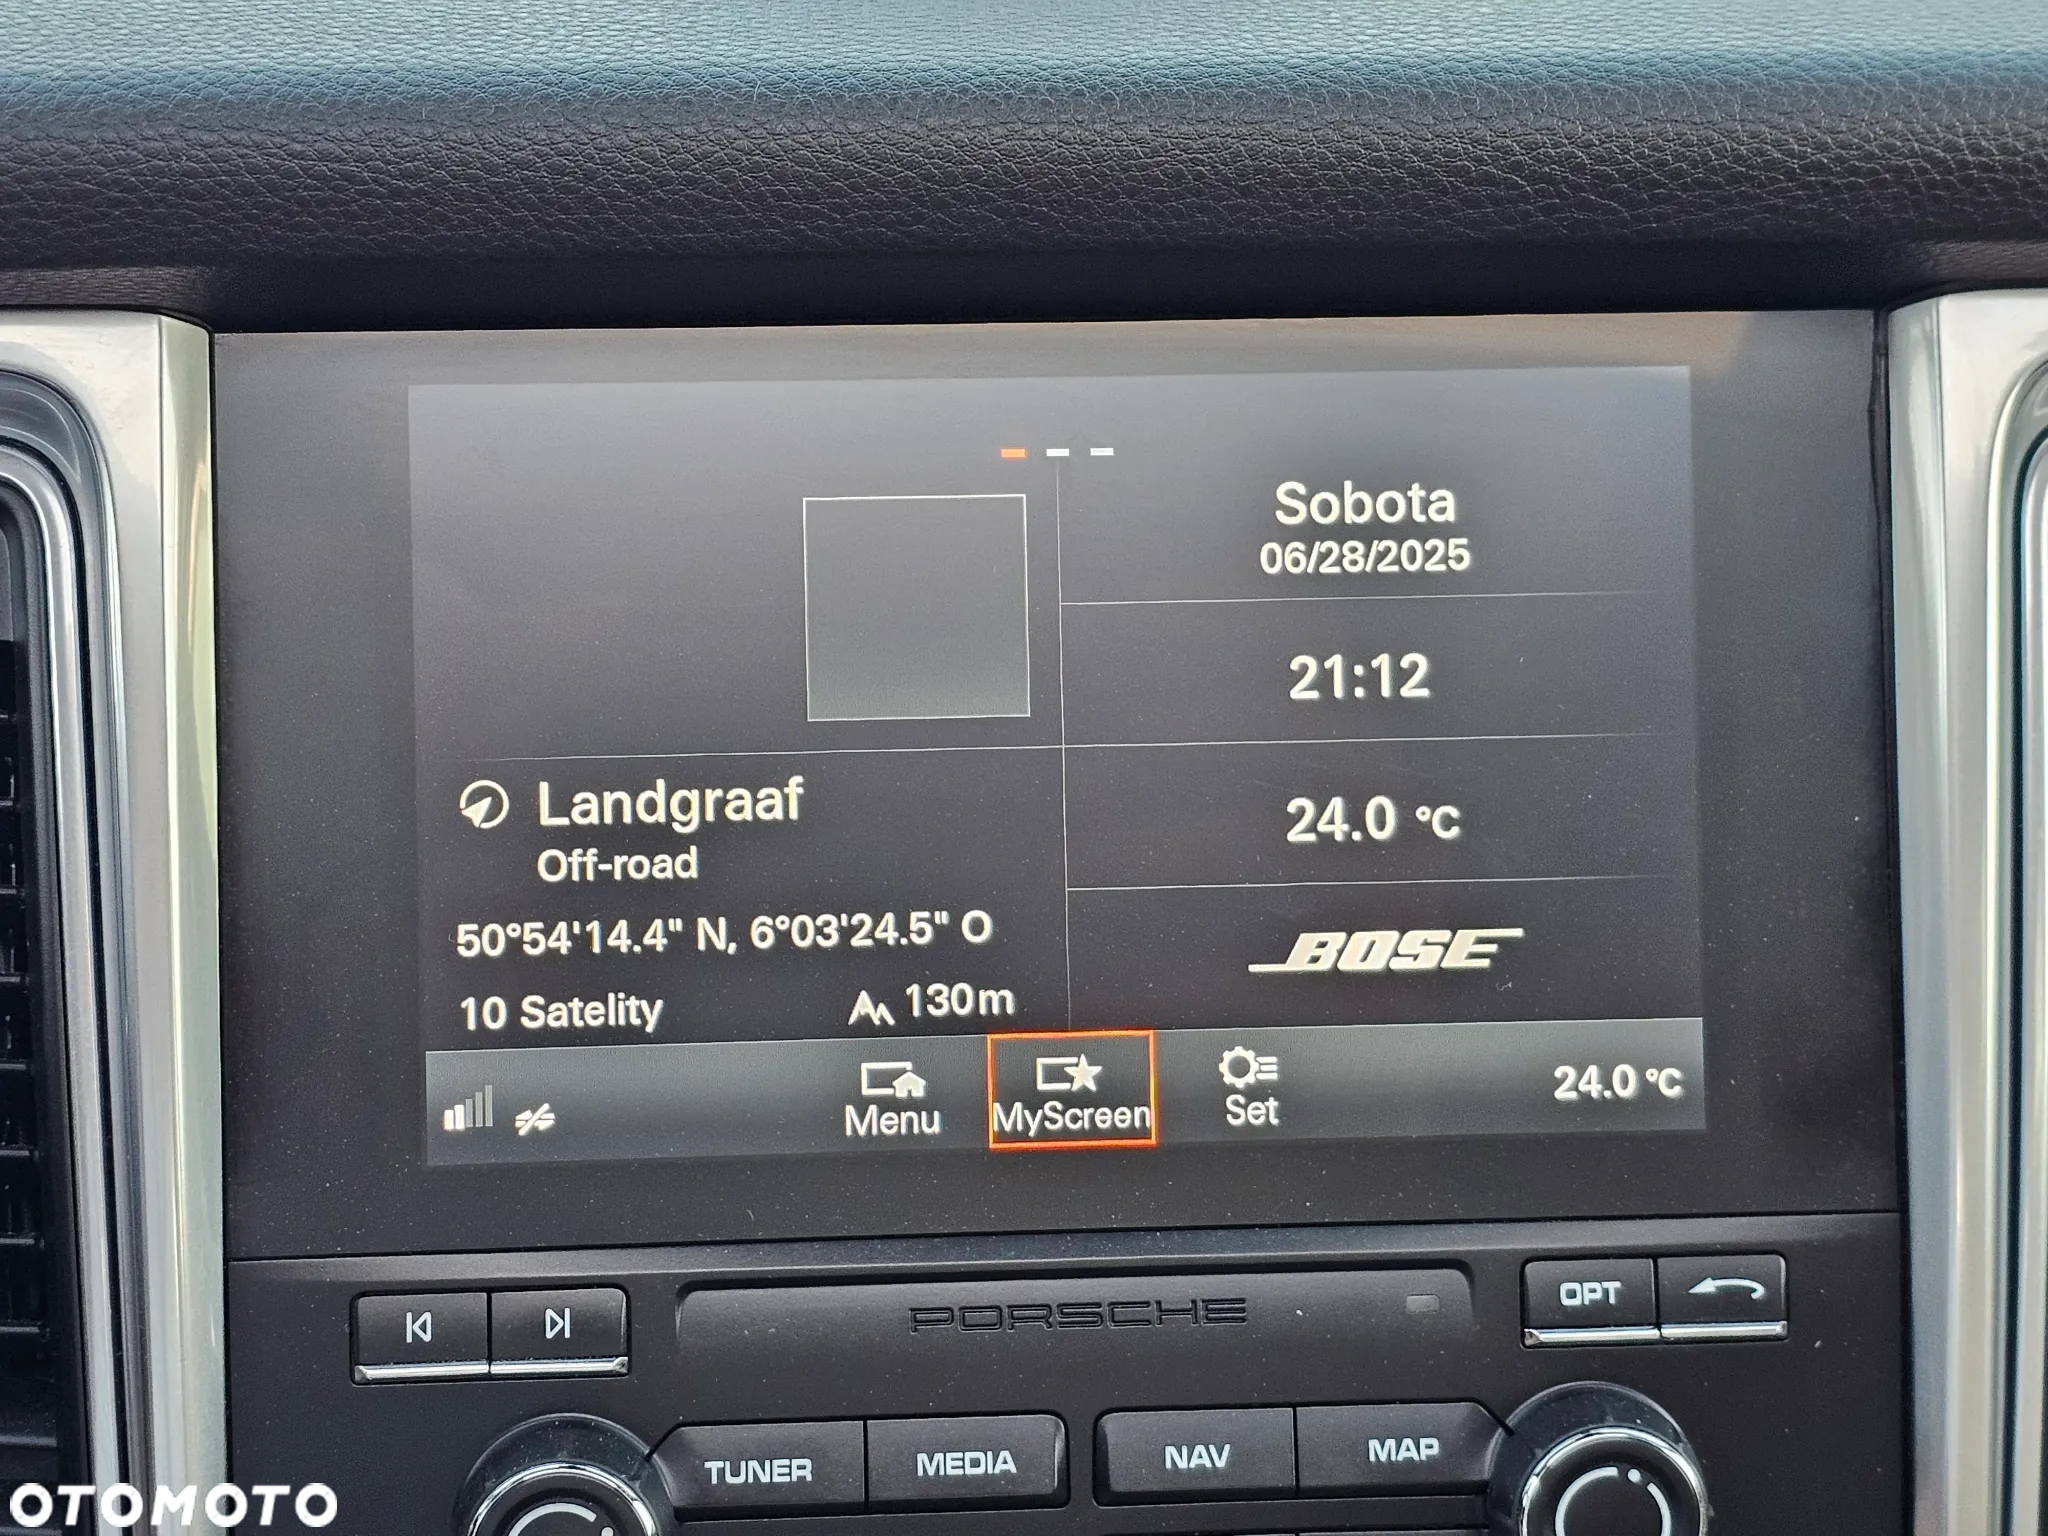 Sobota
06/28/2025
21:12
24.0 °C
BOSE
Landgraaf
Off-road
50°54'14.4" N, 6°03'24.5" O
10 Satelity
130m
Menu
MyScreen
Set
24.0 °C
PORSCHE
OPT
TUNER
MEDIA
NAV
MAP
OTOMOTO